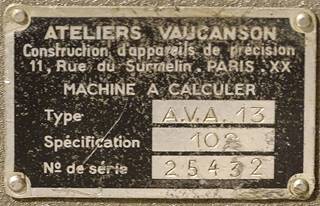 ATELIERS VAUCANSON
Construction d'appareils de précision
11, Rue du Surmelin. PARIS. XX
MACHINE A CALCULER
Type A.V.A. 13
Spécification
Nº de série 25432